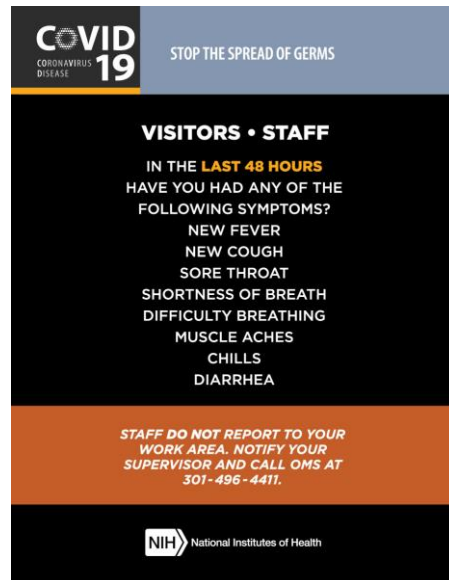 COVID
CORONAVIRUS
DISEASE
19
STOP THE SPREAD OF GERMS
VISITORS • STAFF
IN THE LAST 48 HOURS
HAVE YOU HAD ANY OF THE
FOLLOWING SYMPTOMS?
NEW FEVER
NEW COUGH
SORE THROAT
SHORTNESS OF BREATH
DIFFICULTY BREATHING
MUSCLE ACHES
CHILLS
DIARRHEA
STAFF DO NOT REPORT TO YOUR
WORK AREA. NOTIFY YOUR
SUPERVISOR AND CALL OMS AT
301-496-4411.
NIH National Institutes of Health